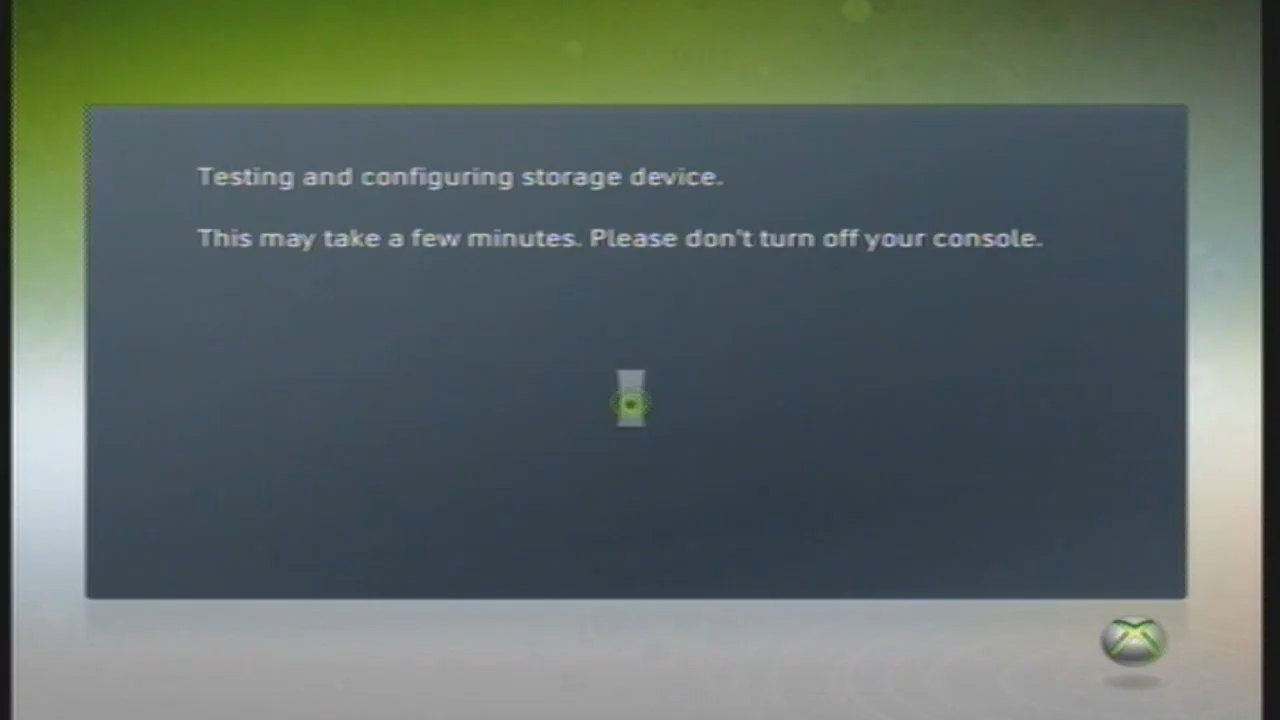 Testing and configuring storage device.
This may take a few minutes. Please don't turn off your console.